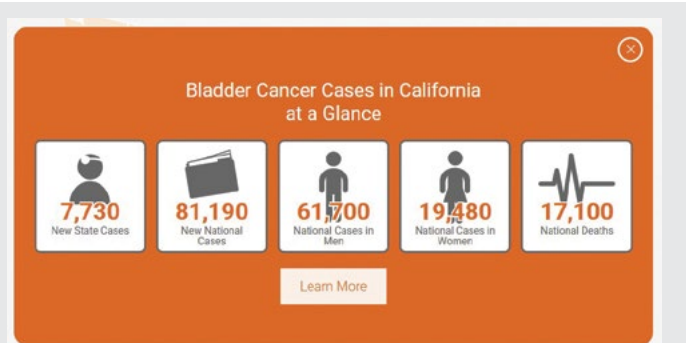 Bladder Cancer Cases in California
at a Glance
7,730
New State Cases
81,190
New National
Cases
61,700
National Cases in
Men
19,480
National Cases in
Women
17,100
National Deaths
Learn More